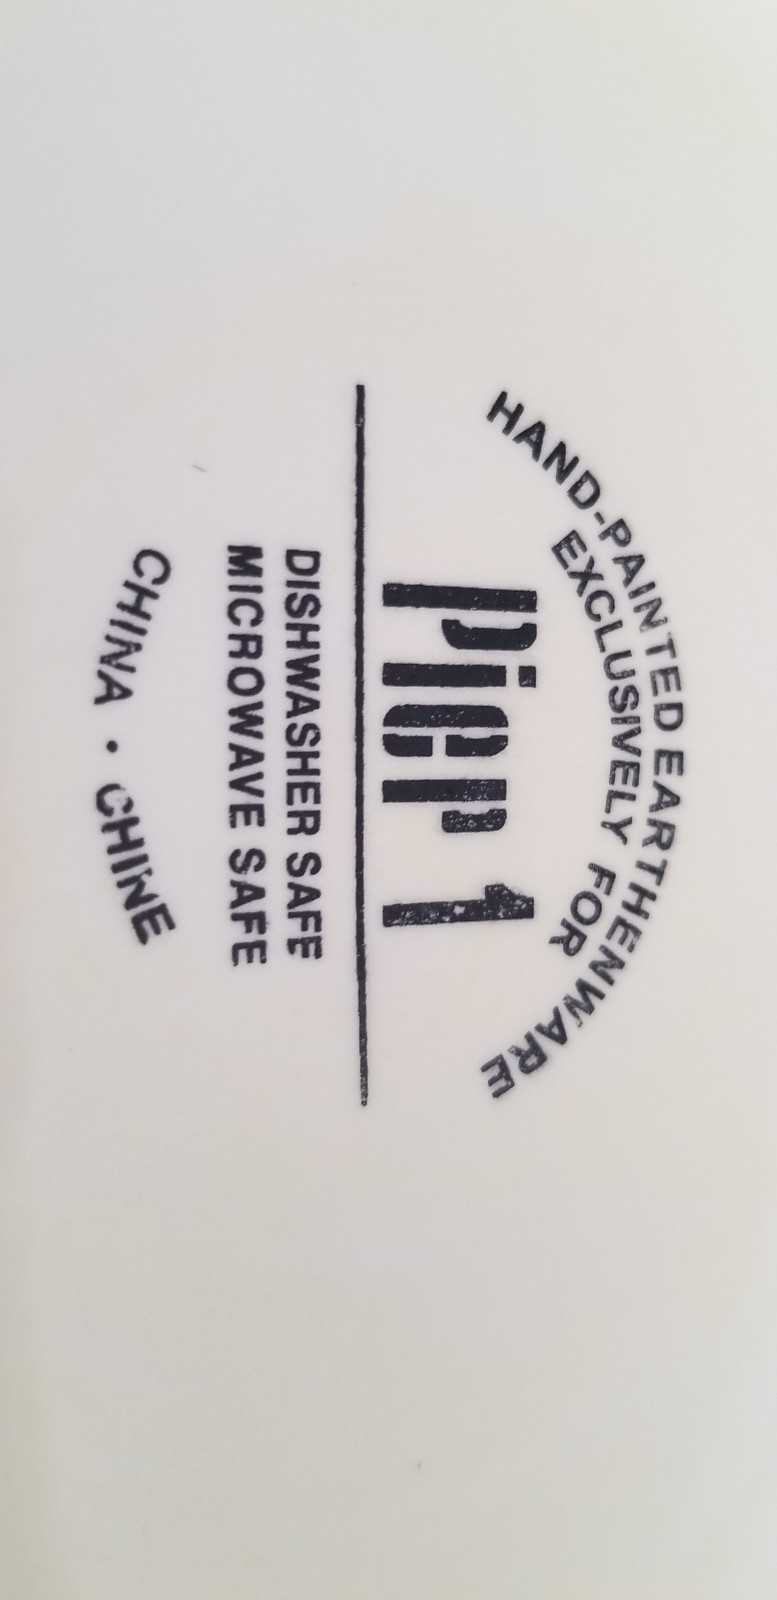 HAND-PAINTED EARTHENWARE
EXCLUSIVELY FOR
Pier 1
DISHWASHER SAFE
MICROWAVE SAFE
CHINA · CHINE